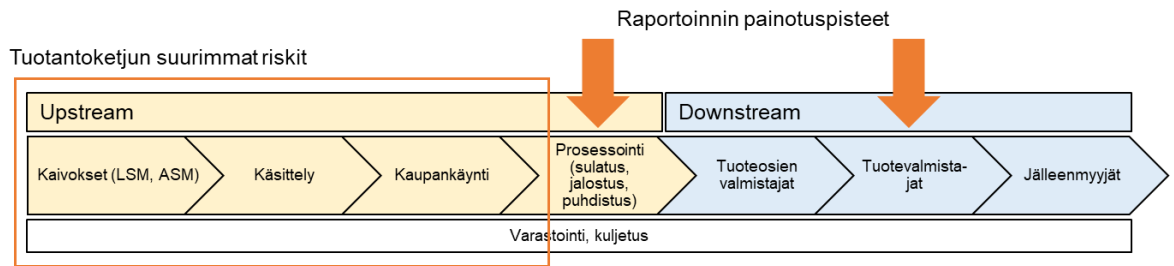 Raportoinnin painotuspisteet
Tuotantoketjun suurimmat riskit
Upstream
Downstream
Kaivokset (LSM, ASM)
Käsittely
Kaupankäynti
Prosessointi
(sulatus,
jalostus,
puhdistus)
Tuoteosien
valmistajat
Tuotevalmista-
jat
Jälleenmyyjät
Varastointi, kuljetus